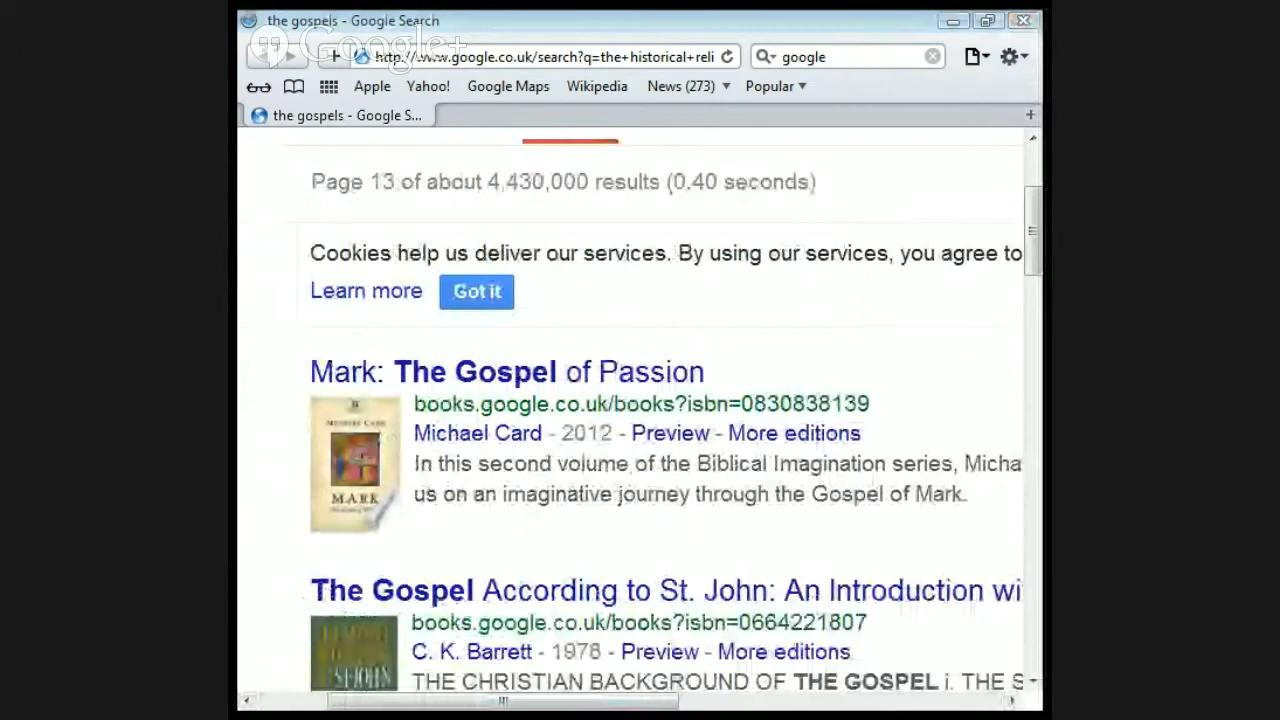 the gospels - Google Search
Google+
http://www.google.co.uk/search?q=the+historical+reli
google
Apple Yahoo! Google Maps Wikipedia News (273) Popular
the gospels - Google S...
Page 13 of about 4,430,000 results (0.40 seconds)
Cookies help us deliver our services. By using our services, you agree to
Learn more Got it
Mark: The Gospel of Passion
books.google.co.uk/books?isbn=0830838139
Michael Card - 2012 - Preview - More editions
In this second volume of the Biblical Imagination series, Micha
us on an imaginative journey through the Gospel of Mark.
MICHAEL CARD
MARK
The Gospel According to St. John: An Introduction wi
books.google.co.uk/books?isbn=0664221807
C. K. Barrett - 1978 - Preview - More editions
THE CHRISTIAN BACKGROUND OF THE GOSPEL i. THE S
ST JOHN